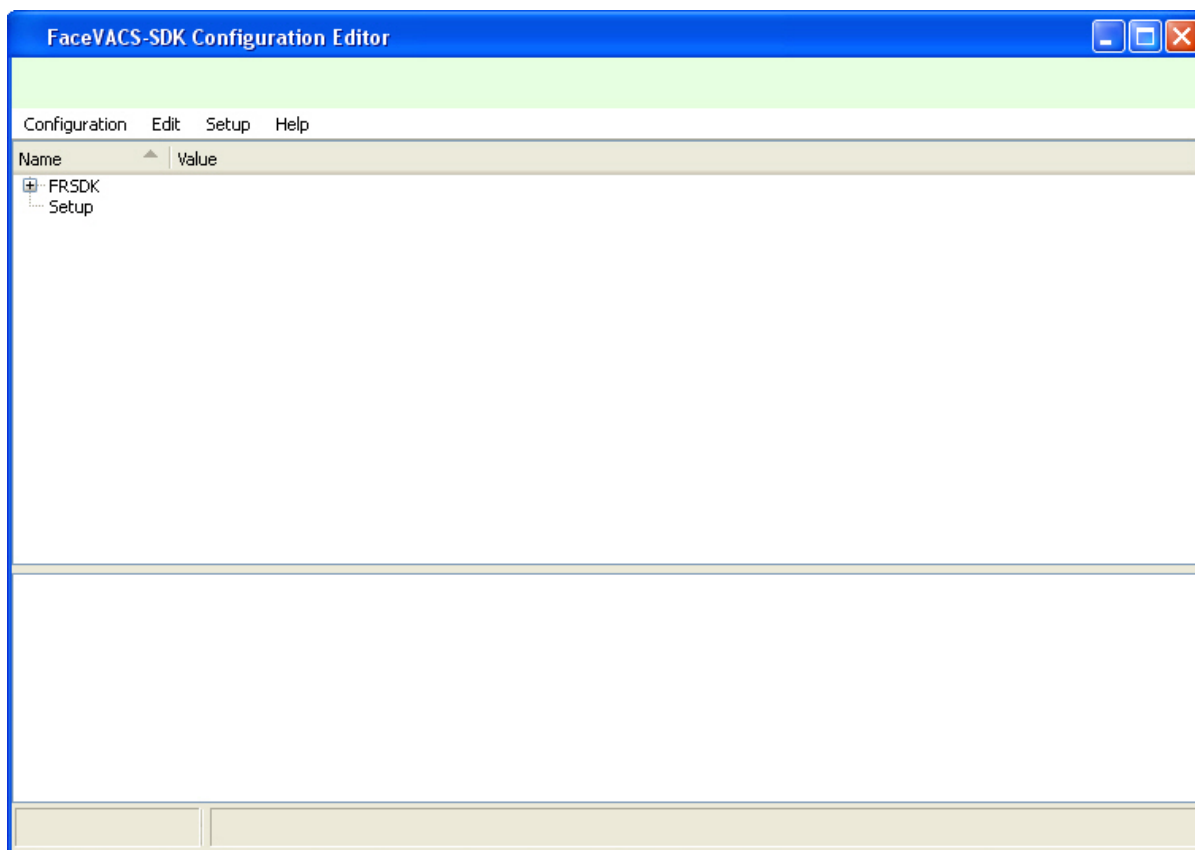 FaceVACS-SDK Configuration Editor
Configuration Edit Setup Help
Name Value
FRSDK
Setup